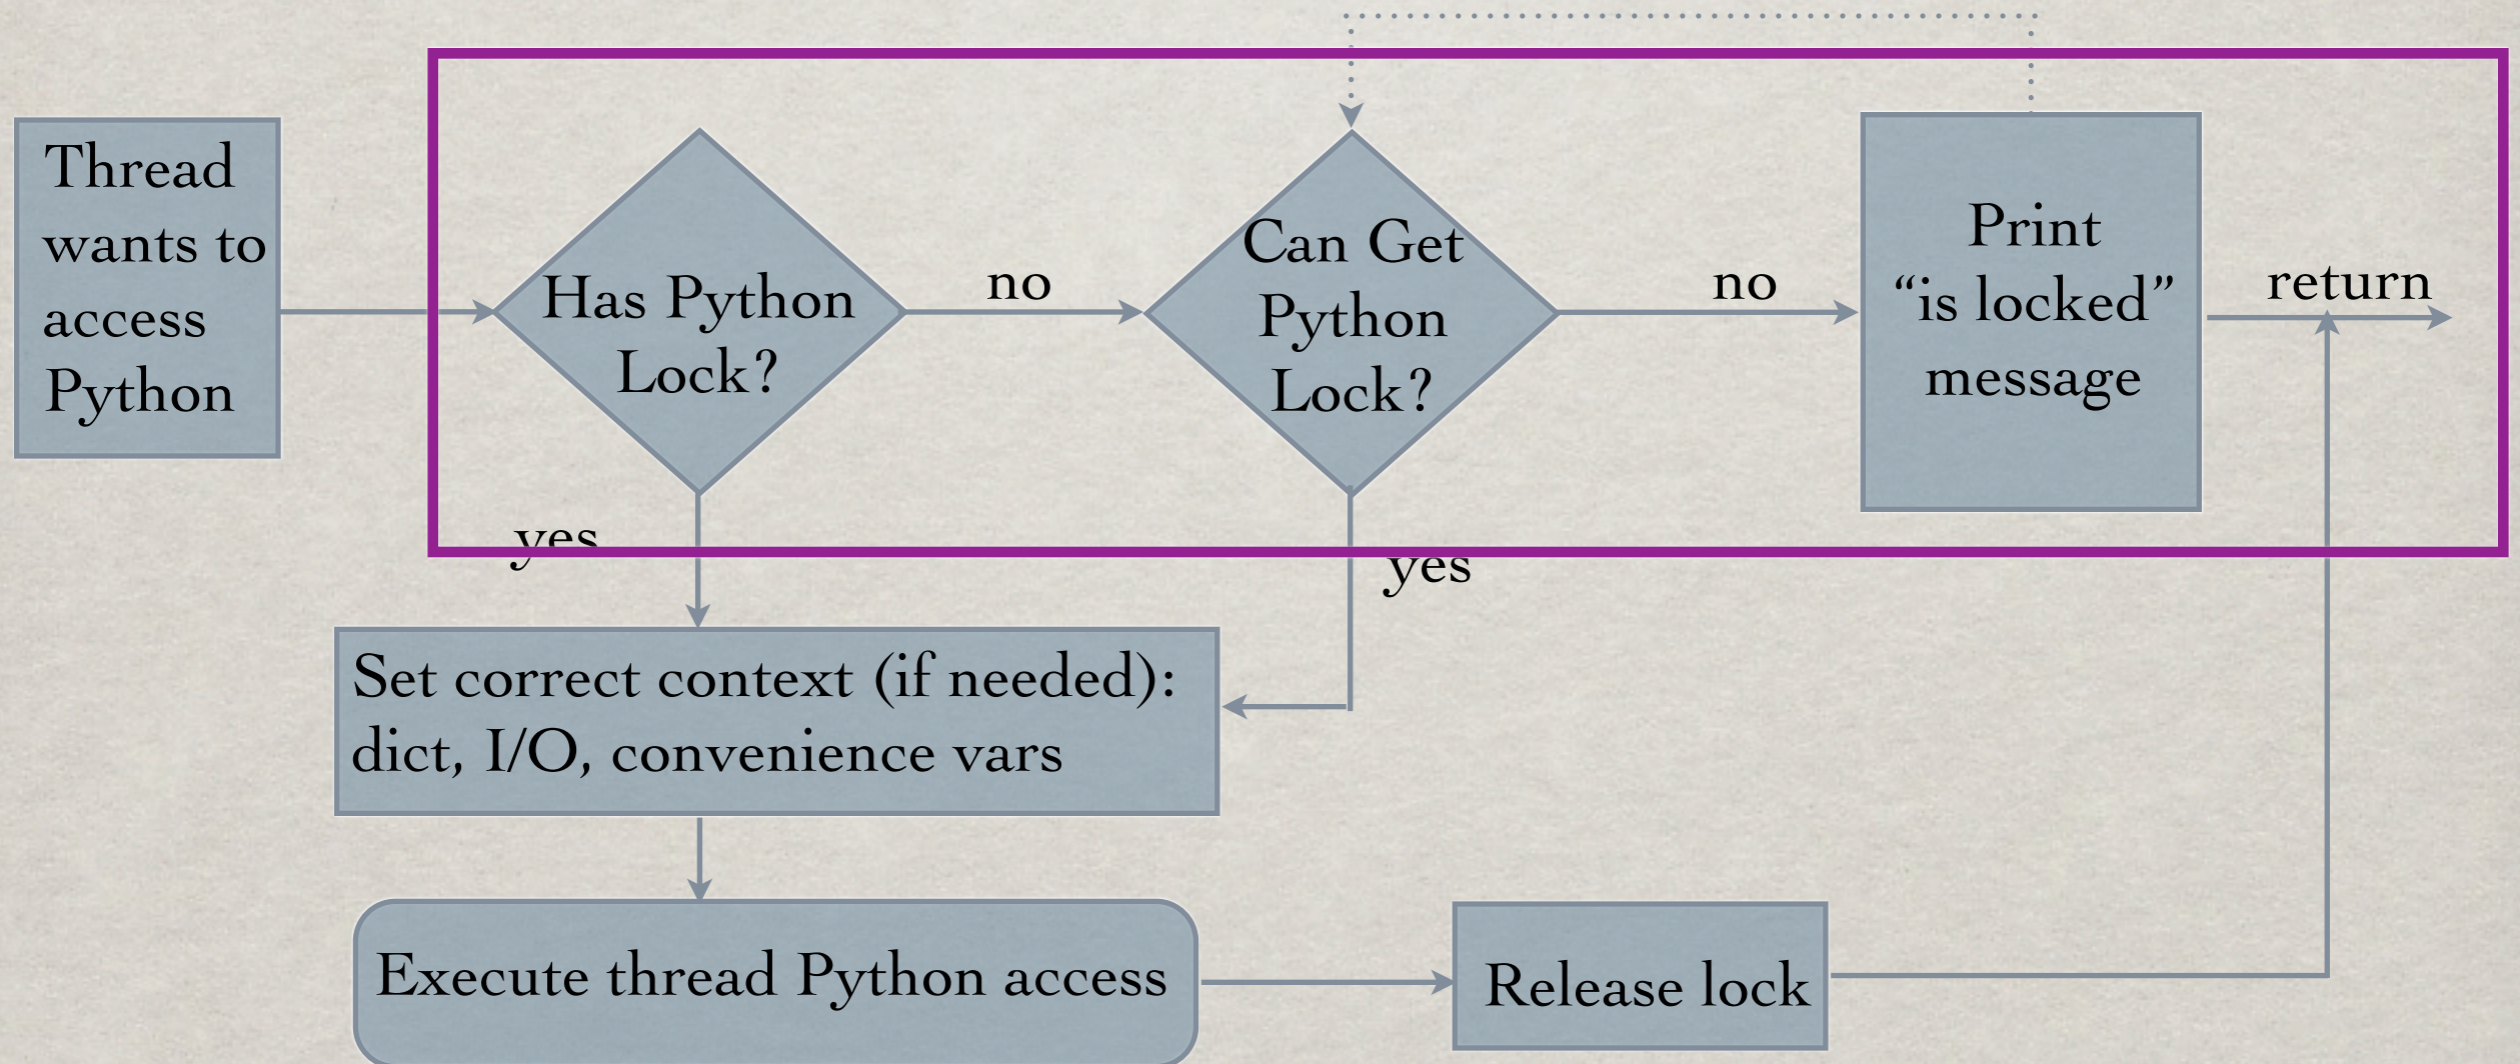 Thread
wants to
access
Python
Has Python
Lock?
no
Can Get
Python
Lock?
no
Print
“is locked”
message
return
yes
yes
Set correct context (if needed):
dict, I/O, convenience vars
Execute thread Python access
Release lock